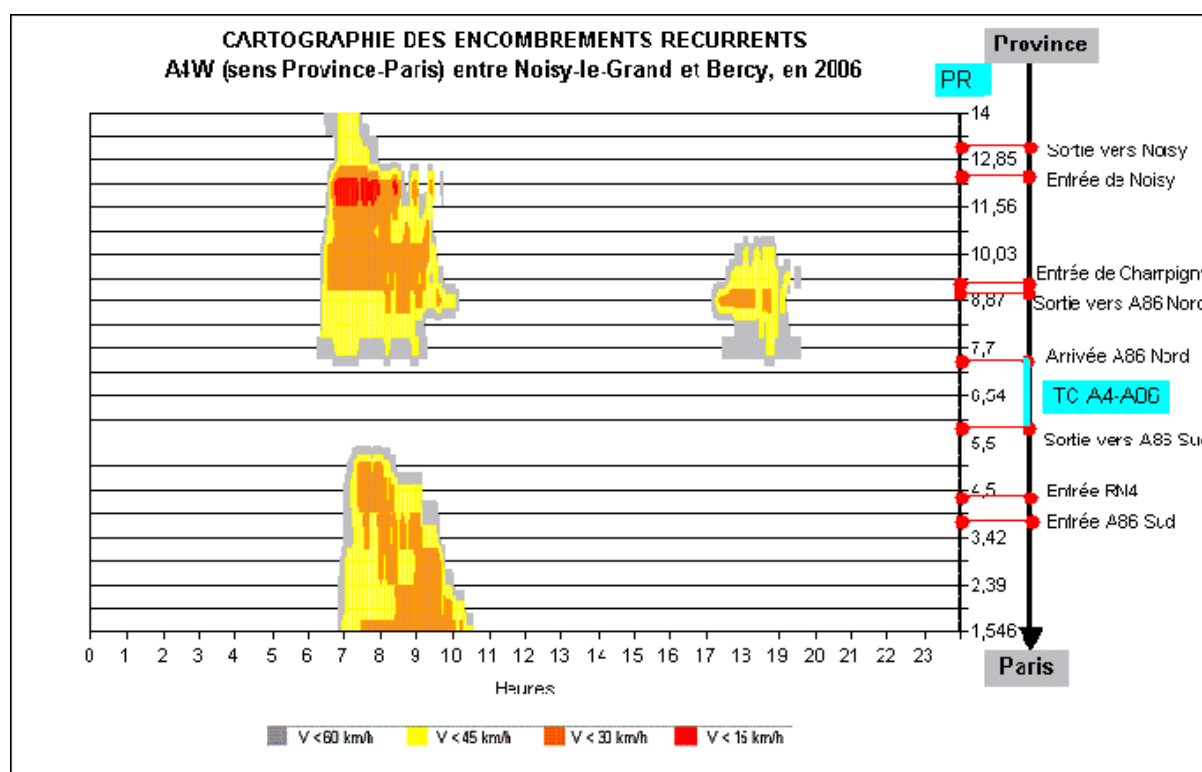 CARTOGRAPHIE DES ENCOMBREMENTS RECURRENTS
A4W (sens Province-Paris) entre Noisy-le-Grand et Bercy, en 2006
Province
PR
14
Sortie vers Noisy
12,85
Entrée de Noisy
11,56
10,03
Entrée de Champigny
8,87
Sortie vers A86 Nord
7,7
Arrivée A86 Nord
6,54
TC A4-A86
5,5
Sortie vers A86 Su
4,5
Entrée RN4
Entrée A86 Sud
3,42
2,39
1,546
0 1 2 3 4 5 6 7 8 9 10 11 12 13 14 15 16 17 18 19 20 21 22 23
Paris
Heures
V < 60 km/h V < 45 km/h V < 30 km/h V < 15 km/h